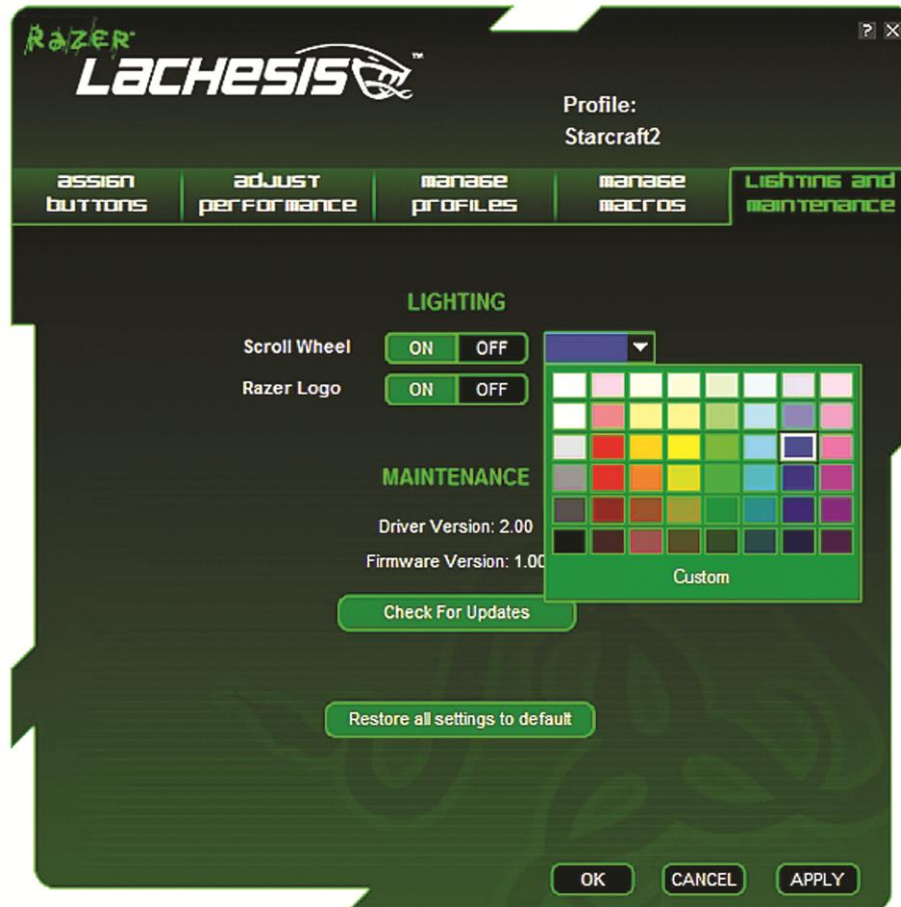 RAZER
LACHESIS™
? X
Profile:
Starcraft2
assign buttons
adjust performance
manage profiles
manage macros
Lighting and maintenance
LIGHTING
Scroll Wheel ON OFF
Razer Logo ON OFF
MAINTENANCE
Driver Version: 2.00
Firmware Version: 1.00
Custom
Check For Updates
Restore all settings to default
OK CANCEL APPLY